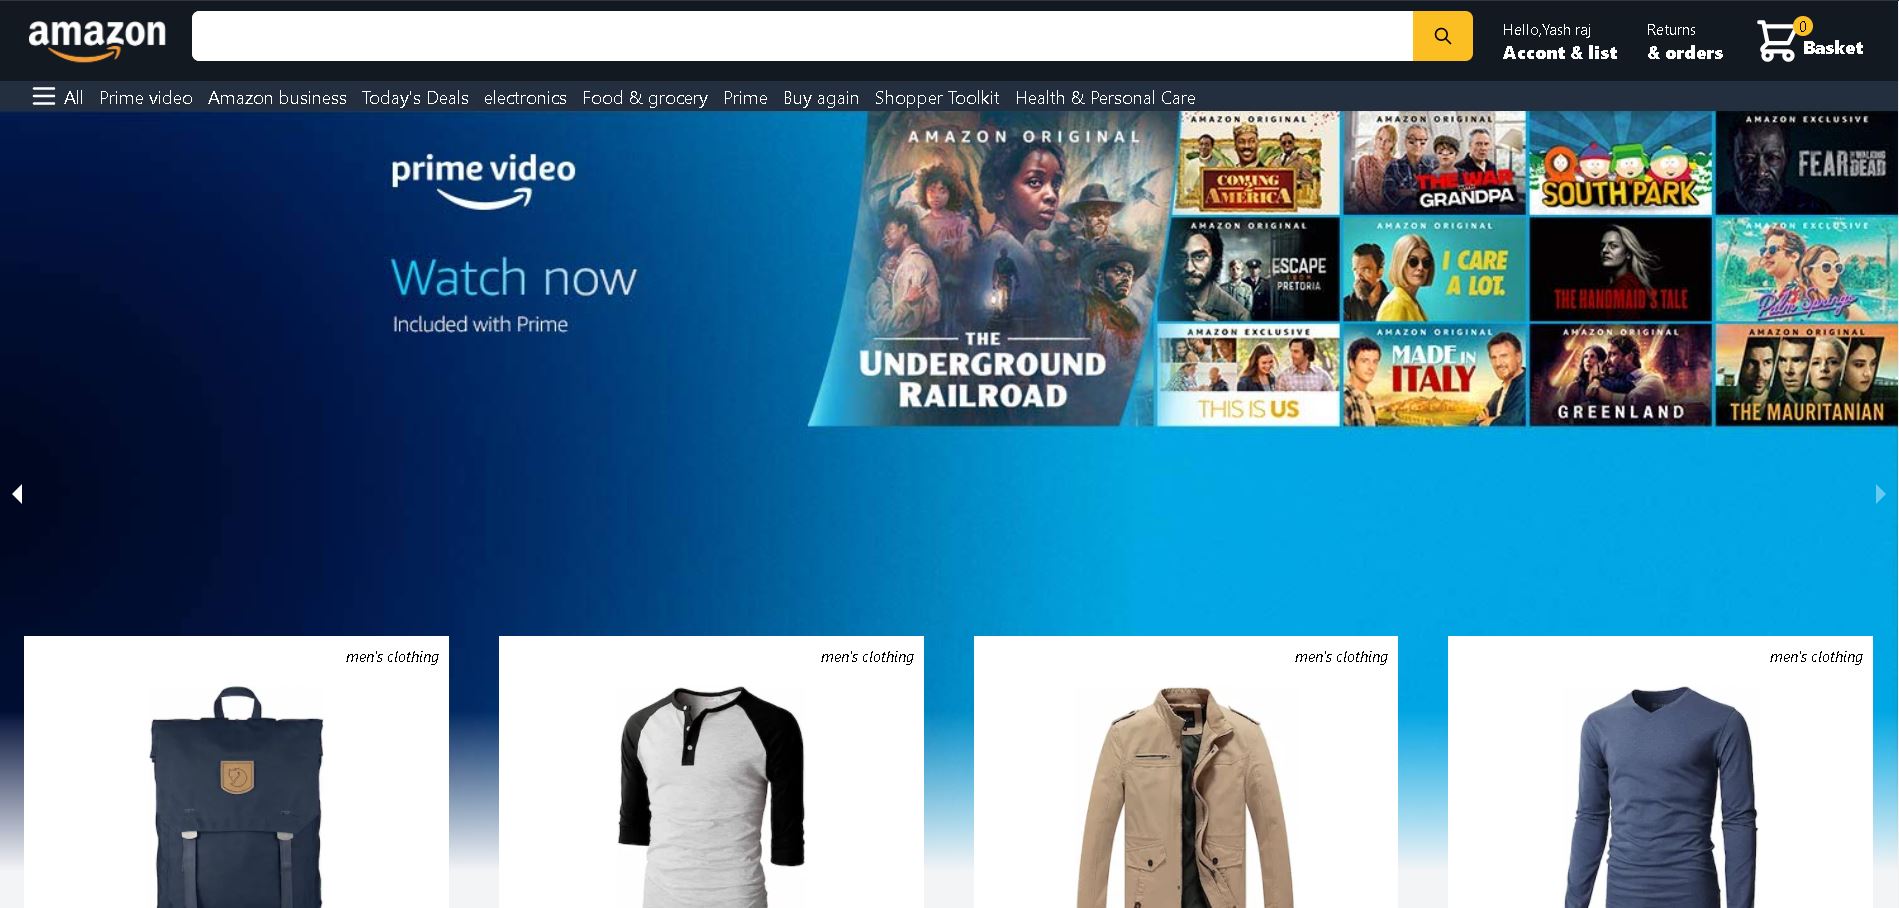 amazon
Hello,Yash raj
Accont & list
Returns
& orders
0
Basket
All Prime video Amazon business Today's Deals electronics Food & grocery Prime Buy again Shopper Toolkit Health & Personal Care
prime video
Watch now
Included with Prime
AMAZON ORIGINAL
THE
UNDERGROUND
RAILROAD
AMAZON ORIGINAL
COMING
2
AMERICA
AMAZON ORIGINAL
THE WAR
WITH
GRANDPA
SOUTH PARK
AMAZON EXCLUSIVE
FEAR THE WALKING DEAD
AMAZON ORIGINAL
ESCAPE
FROM
PRETORIA
AMAZON ORIGINAL
I CARE
A LOT.
THE HANDMAID'S TALE
AMAZON EXCLUSIVE
Palm Springs
AMAZON EXCLUSIVE
THIS IS US
AMAZON ORIGINAL
MADE IN
ITALY
AMAZON ORIGINAL
GREENLAND
AMAZON ORIGINAL
THE MAURITANIAN
men's clothing
men's clothing
men's clothing
men's clothing